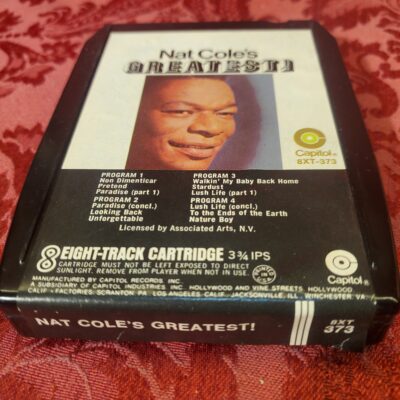 Nat Cole's
GREATEST!
Capitol
8XT-373
PROGRAM 1
Non Dimenticar
Pretend
Paradise (part 1)
PROGRAM 2
Paradise (concl.)
Looking Back
Unforgettable
PROGRAM 3
Walkin' My Baby Back Home
Stardust
Lush Life (part 1)
PROGRAM 4
Lush Life (concl.)
To the Ends of the Earth
Nature Boy
Licensed by Associated Arts, N.V.
8 EIGHT-TRACK CARTRIDGE 3¾ IPS
CARTRIDGE MUST NOT BE LEFT EXPOSED TO DIRECT
SUNLIGHT. REMOVE FROM PLAYER WHEN NOT IN USE.
Capitol
MANUFACTURED BY CAPITOL RECORDS INC.
A SUBSIDIARY OF CAPITOL INDUSTRIES INC. HOLLYWOOD AND VINE STREETS, HOLLYWOOD,
CALIF. · FACTORIES: SCRANTON, PA., LOS ANGELES, CALIF., JACKSONVILLE, ILL., WINCHESTER, VA.
NAT COLE'S GREATEST!
8XT
373